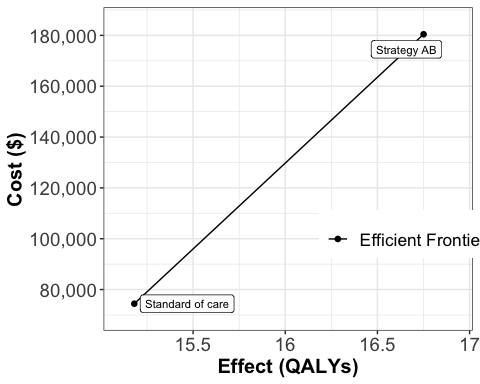 180,000
Strategy AB
160,000
140,000
Cost ($)
120,000
100,000
Efficient Frontie
80,000
Standard of care
15.5 16 16.5 17
Effect (QALYs)